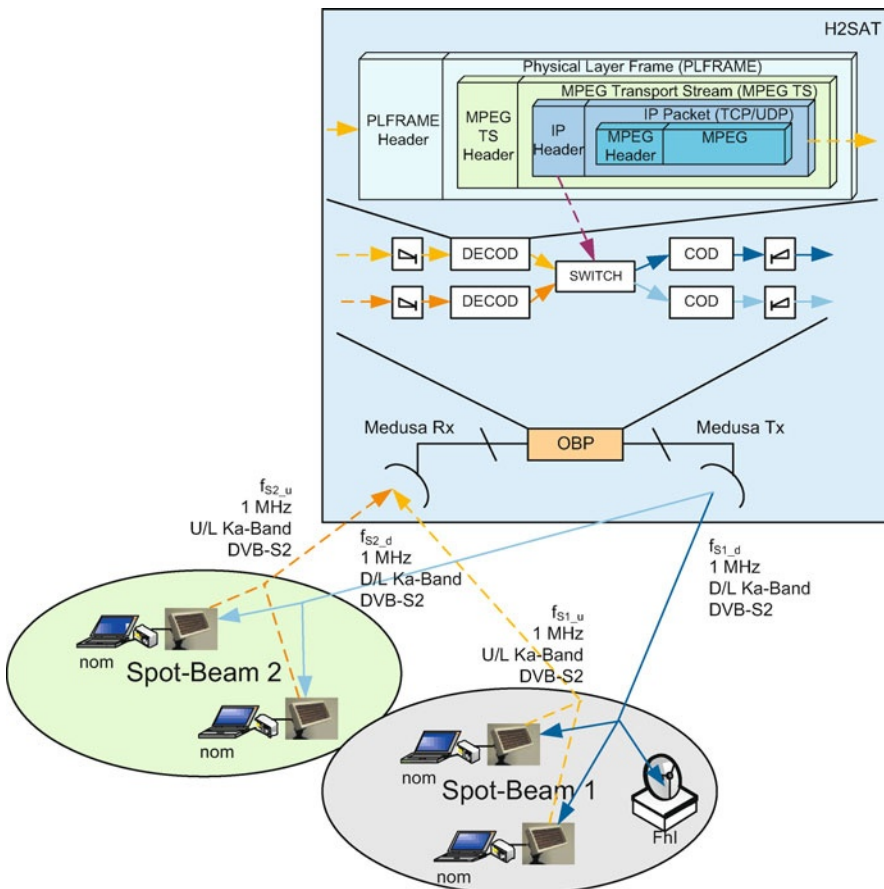 H2SAT
Physical Layer Frame (PLFRAME)
MPEG Transport Stream (MPEG TS)
IP Packet (TCP/UDP)
PLFRAME
Header
MPEG
TS
Header
IP
Header
MPEG
Header
MPEG
DECOD
COD
SWITCH
DECOD
COD
Medusa Rx
OBP
Medusa Tx
fS2_u
1 MHz
U/L Ka-Band
DVB-S2
fS2_d
1 MHz
D/L Ka-Band
DVB-S2
fS1_d
1 MHz
D/L Ka-Band
DVB-S2
fS1_u
1 MHz
U/L Ka-Band
DVB-S2
nom
Spot-Beam 2
nom
nom
Spot-Beam 1
nom
FhI